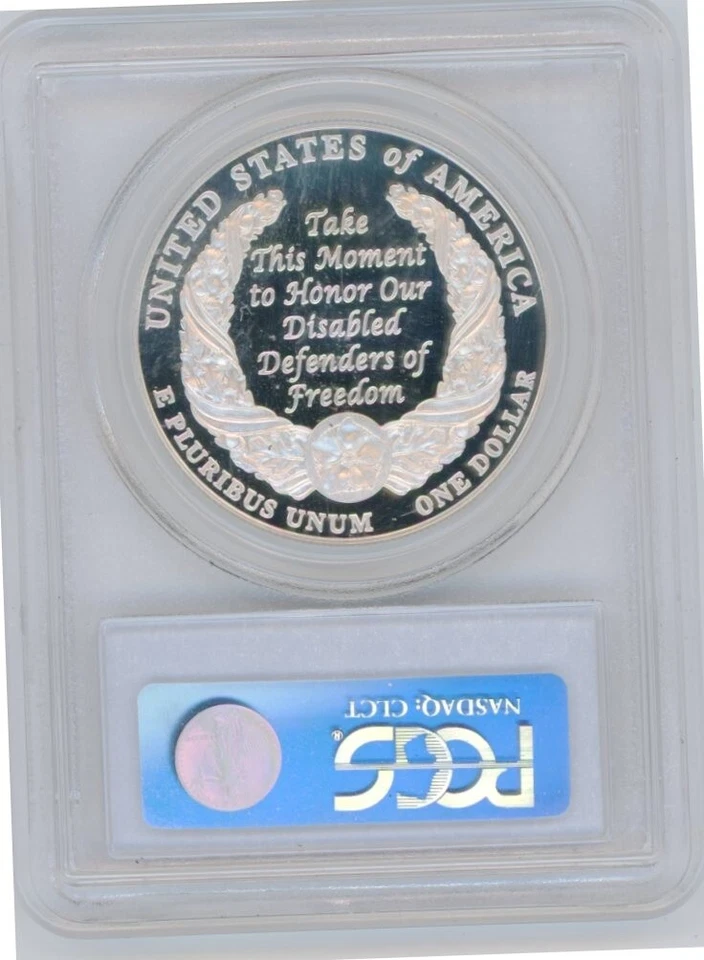 UNITED STATES of AMERICA
Take
This Moment
to Honor Our
Disabled
Defenders of
Freedom
E PLURIBUS UNUM
ONE DOLLAR
PCGS®
NASDAQ: CLCT